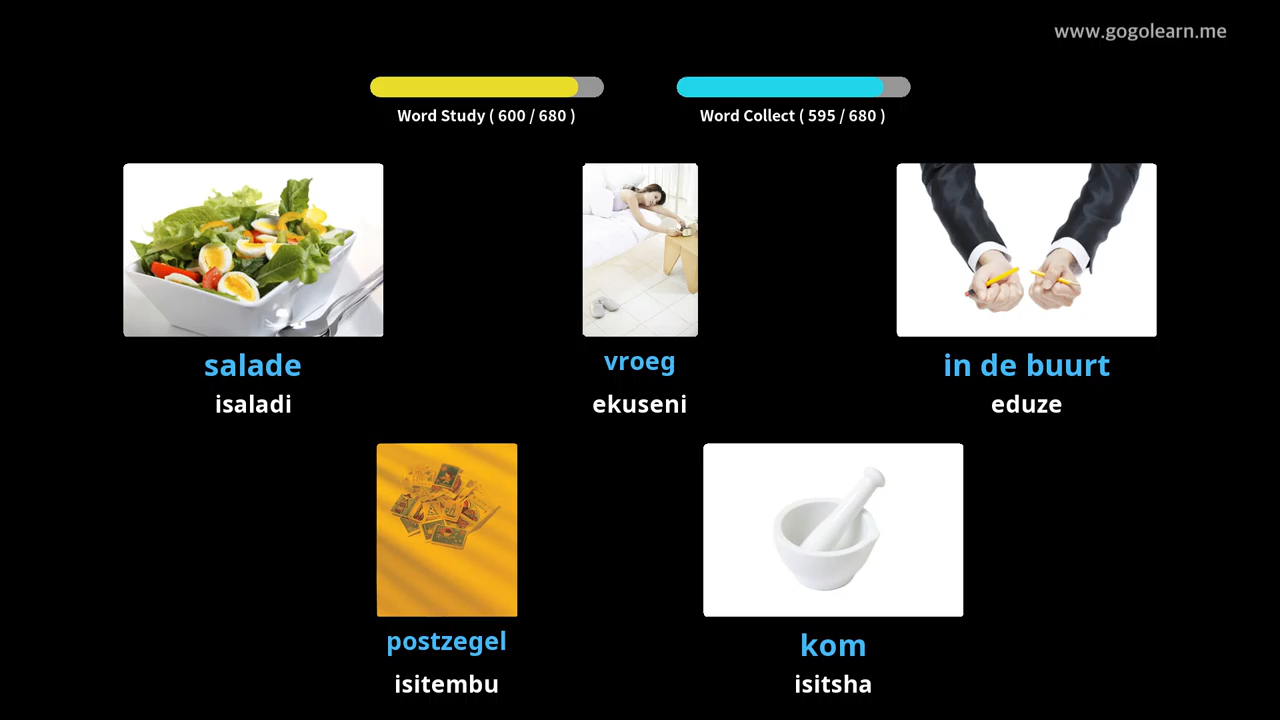 www.gogolearn.me
Word Study ( 600 / 680 )
Word Collect ( 595 / 680 )
salade
isaladi
vroeg
ekuseni
in de buurt
eduze
postzegel
isitembu
kom
isitsha